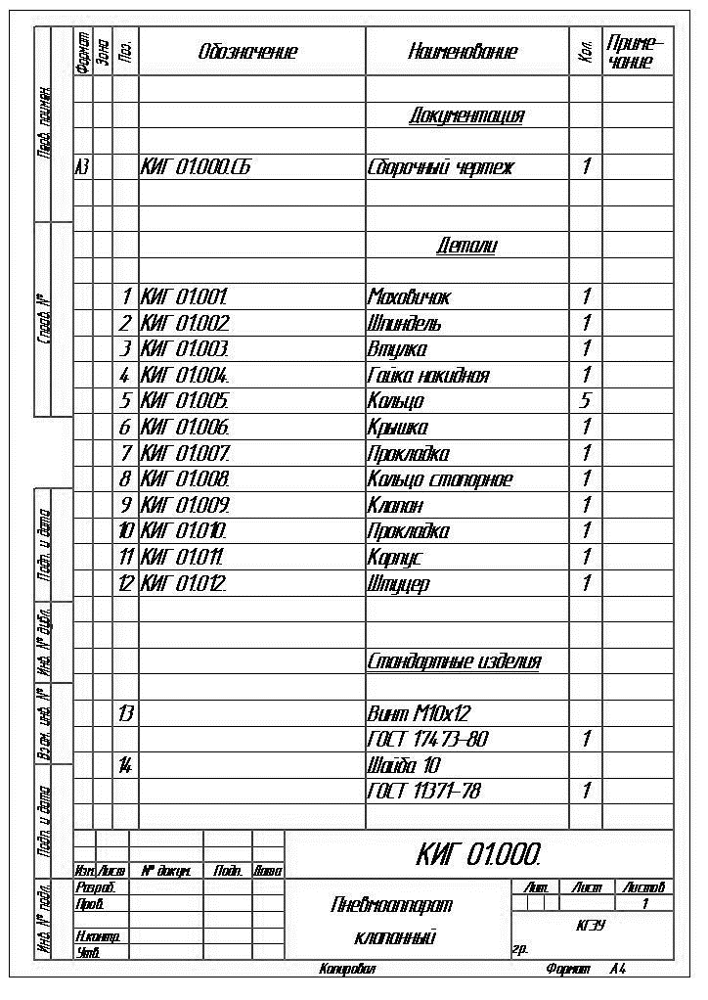 Формат Зона Поз. Обозначение Наименование Кол. Приме-
чание
Документация
А3 КИГ 01.000.СБ Сборочный чертеж 1
Детали
1 КИГ 01.001. Маховичок 1
2 КИГ 01.002. Шпиндель 1
3 КИГ 01.003. Втулка 1
4 КИГ 01.004. Гайка накидная 1
5 КИГ 01.005. Кольцо 5
6 КИГ 01.006. Крышка 1
7 КИГ 01.007. Прокладка 1
8 КИГ 01.008. Кольцо стопорное 1
9 КИГ 01.009. Клапан 1
10 КИГ 01.010. Прокладка 1
11 КИГ 01.011. Корпус 1
12 КИГ 01.012. Штуцер 1
Стандартные изделия
13 Винт М10х12
ГОСТ 17473-80 1
14 Шайба 10
ГОСТ 11371-78 1
Перв. примен.
Справ. №
Подп. и дата
Инв. № дубл.
Взам. инв. №
Подп. и дата
Инв. № подл.
КИГ 01.000.
Изм. Лист № докум. Подп. Дата
Разраб.
Пров.
Н.контр.
Утв.
Пневмоаппарат
клапанный
Лит. Лист Листов
1
КГЭУ
гр.
Копировал Формат А4